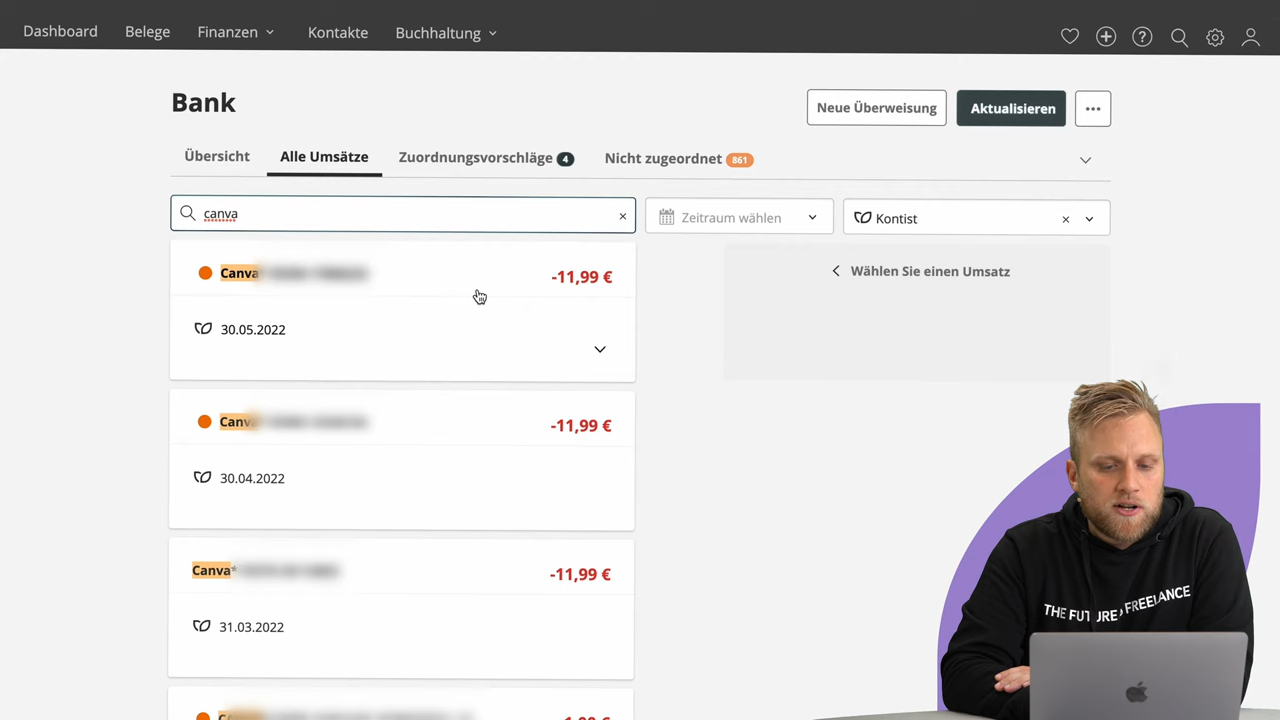 Dashboard Belege Finanzen Kontakte Buchhaltung
Bank
Neue Überweisung Aktualisieren
Übersicht Alle Umsätze Zuordnungsvorschläge 4 Nicht zugeordnet 861
canva Zeitraum wählen Kontist
Canva* -11,99 €
Wählen Sie einen Umsatz
30.05.2022
Canva -11,99 €
30.04.2022
Canva* -11,99 €
31.03.2022
THE FUTURE FREELANCE